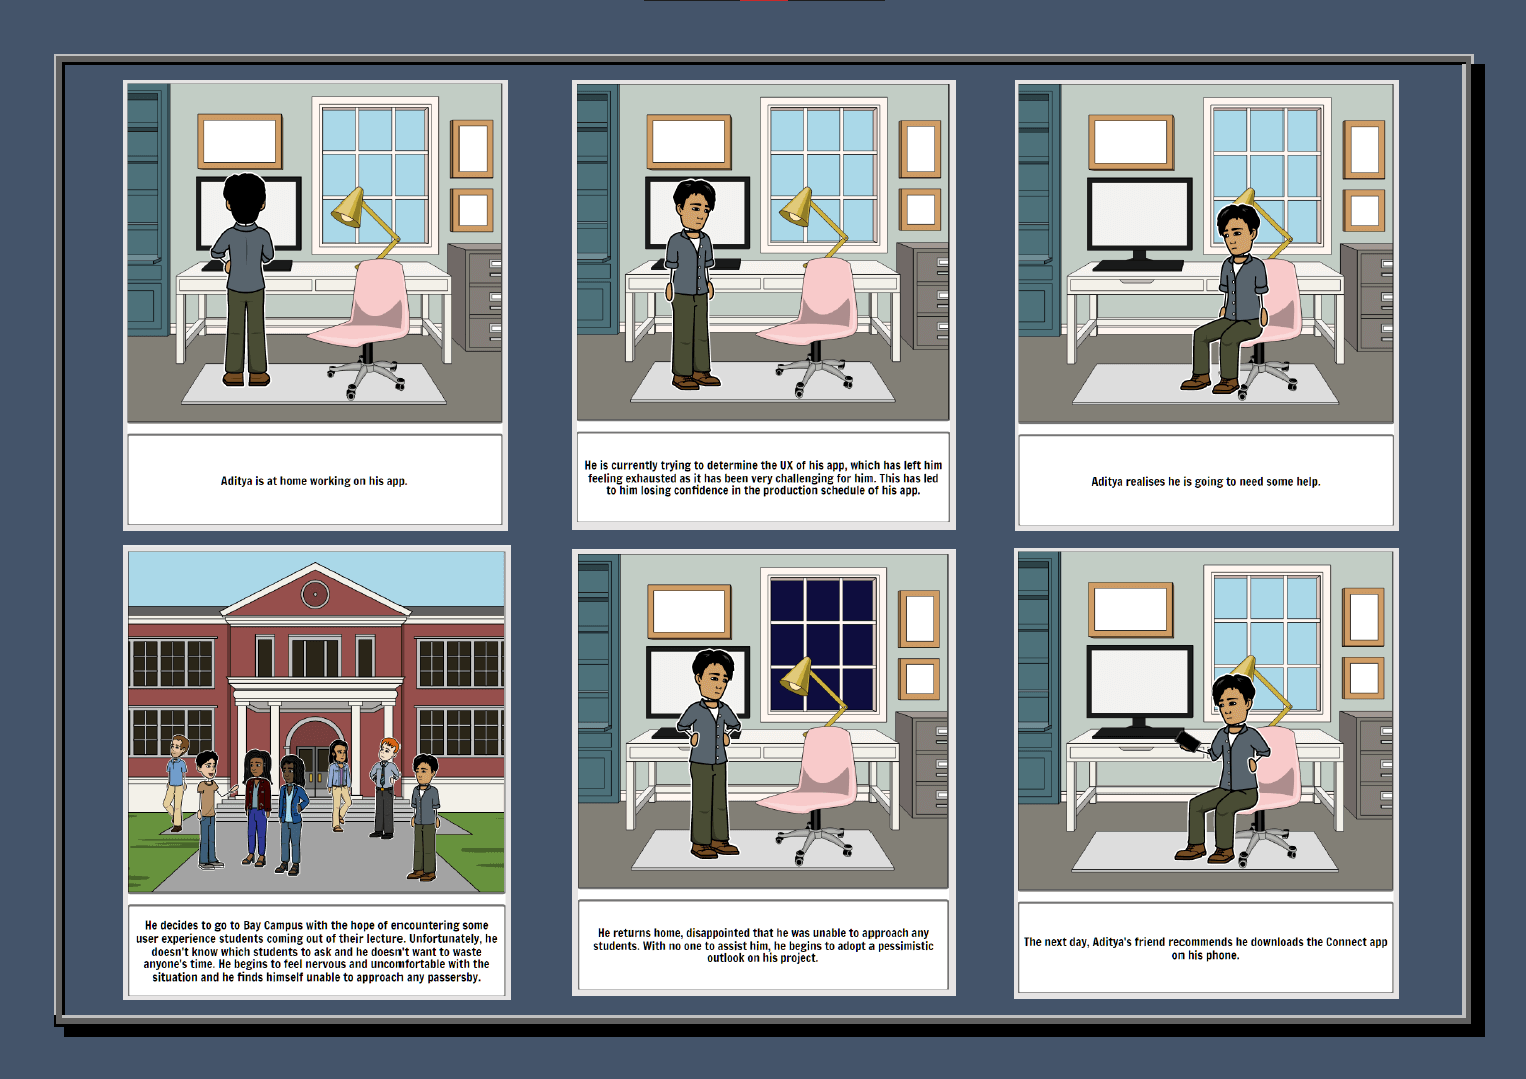 Aditya is at home working on his app.
He is currently trying to determine the UX of his app, which has left him
feeling exhausted as it has been very challenging for him. This has led
to him losing confidence in the production schedule of his app.
Aditya realises he is going to need some help.
He decides to go to Bay Campus with the hope of encountering some
user experience students coming out of their lecture. Unfortunately, he
doesn't know which students to ask and he doesn't want to waste
anyone's time. He begins to feel nervous and uncomfortable with the
situation and he finds himself unable to approach any passersby.
He returns home, disappointed that he was unable to approach any
students. With no one to assist him, he begins to adopt a pessimistic
outlook on his project.
The next day, Aditya's friend recommends he downloads the Connect app
on his phone.